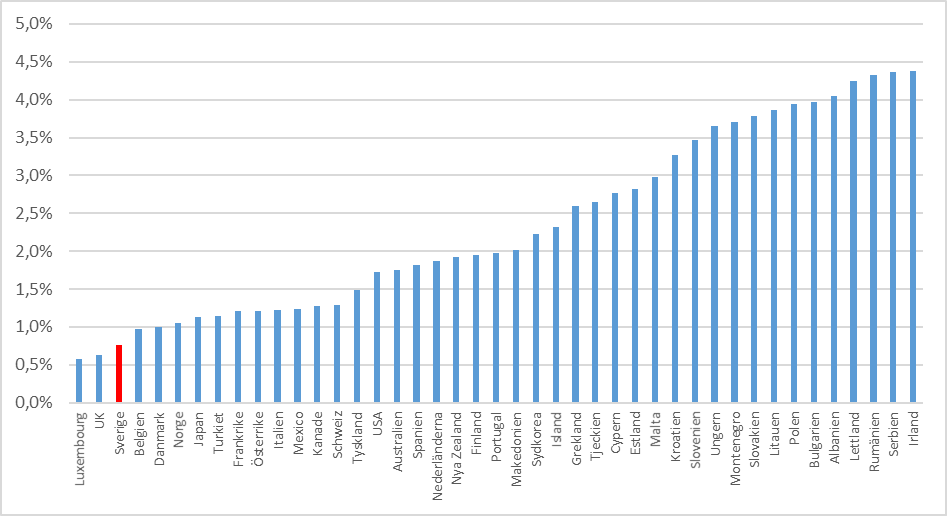 5,0%
4,5%
4,0%
3,5%
3,0%
2,5%
2,0%
1,5%
1,0%
0,5%
0,0%
Luxembourg
UK
Sverige
Belgien
Danmark
Norge
Japan
Turkiet
Frankrike
Österrike
Italien
Mexico
Kanade
Schweiz
Tyskland
USA
Australien
Spanien
Nederländerna
Nya Zealand
Finland
Portugal
Makedonien
Sydkorea
Island
Grekland
Tjeckien
Cypern
Estland
Malta
Kroatien
Slovenien
Ungern
Montenegro
Slovakien
Litauen
Polen
Bulgarien
Albanien
Lettland
Rumänien
Serbien
Irland